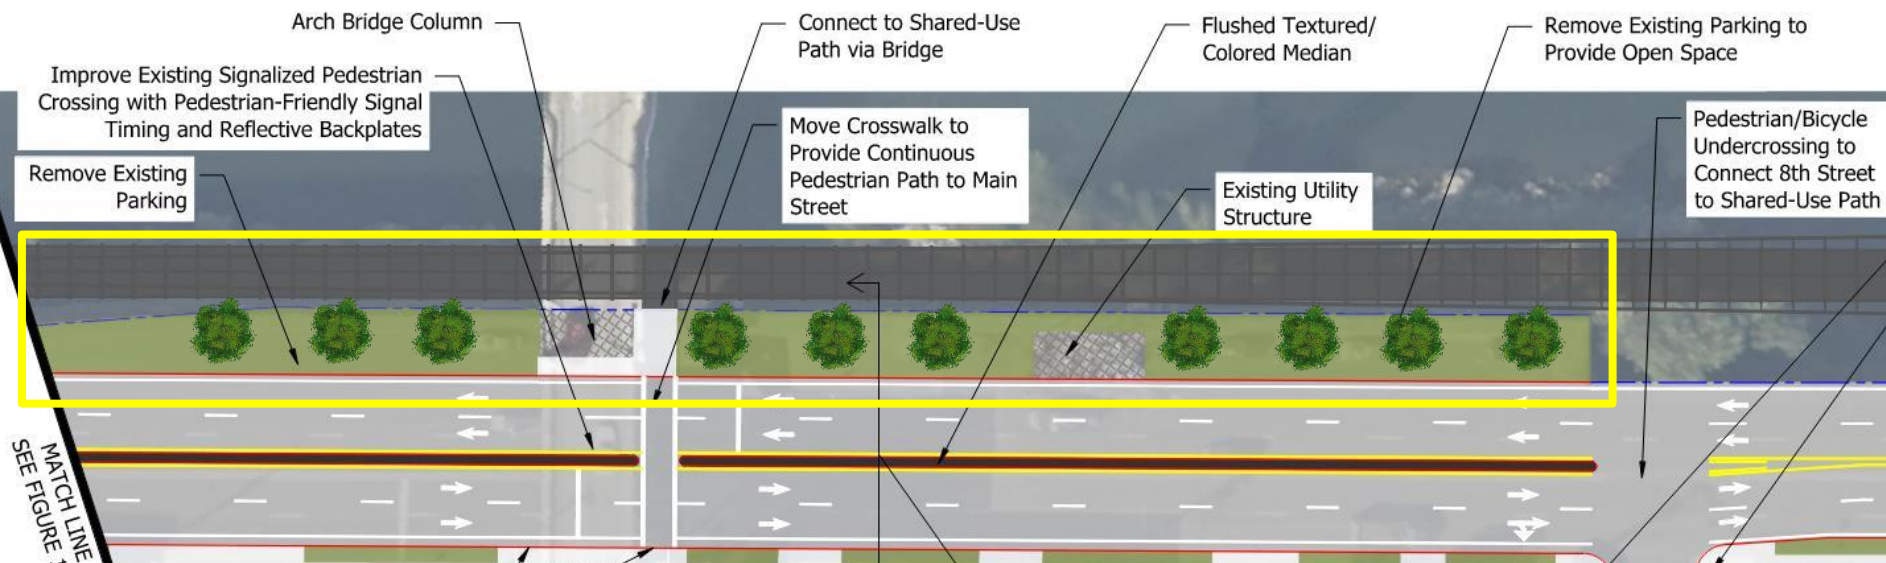 Arch Bridge Column
Connect to Shared-Use
Path via Bridge
Flushed Textured/
Colored Median
Remove Existing Parking to
Provide Open Space
Improve Existing Signalized Pedestrian
Crossing with Pedestrian-Friendly Signal
Timing and Reflective Backplates
Move Crosswalk to
Provide Continuous
Pedestrian Path to Main
Street
Pedestrian/Bicycle
Undercrossing to
Connect 8th Street
to Shared-Use Path
Remove Existing
Parking
Existing Utility
Structure
MATCH LINE
SEE FIGURE